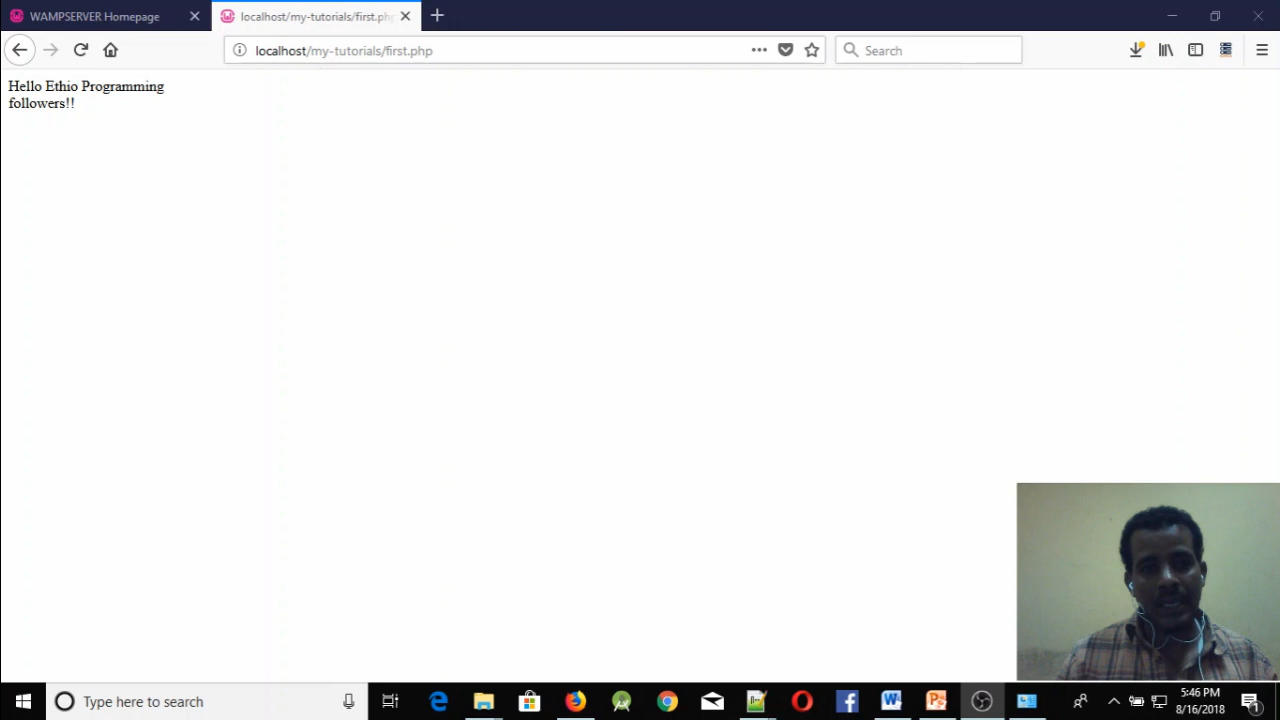 WAMPSERVER Homepage
localhost/my-tutorials/first.ph
localhost/my-tutorials/first.php
Search
Hello Ethio Programming
followers!!
Type here to search
5:46 PM
8/16/2018
1